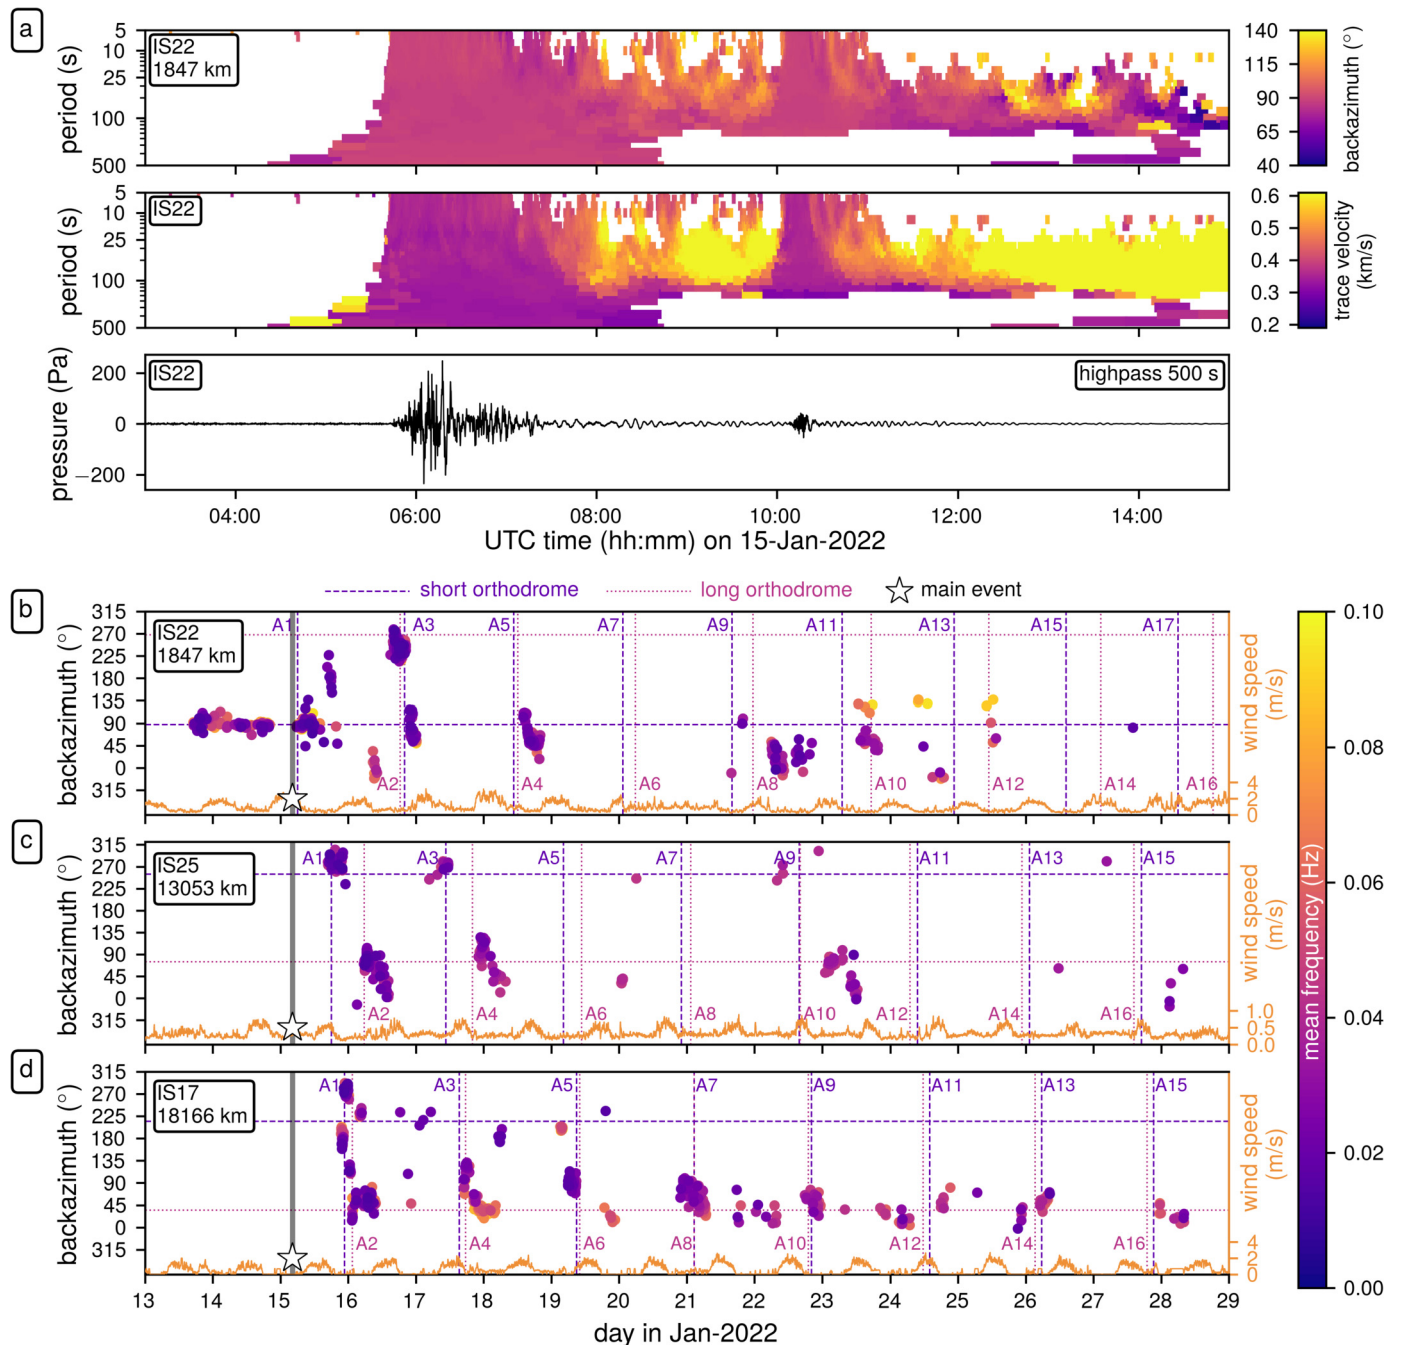 a
IS22
1847 km
period (s)
5
10
25
100
500
140
115
90
65
40
backazimuth (°)
IS22
period (s)
5
10
25
100
500
0.6
0.5
0.4
0.3
0.2
trace velocity
(km/s)
IS22
highpass 500 s
pressure (Pa)
200
0
−200
04:00 06:00 08:00 10:00 12:00 14:00
UTC time (hh:mm) on 15-Jan-2022
short orthodrome long orthodrome main event
b
IS22
1847 km
backazimuth (°)
315
270
225
180
135
90
45
0
315
A1 A3 A5 A7 A9 A11 A13 A15 A17
A2 A4 A6 A8 A10 A12 A14 A16
wind speed
(m/s)
4
2
0
c
IS25
13053 km
backazimuth (°)
315
270
225
180
135
90
45
0
315
A1 A3 A5 A7 A9 A11 A13 A15
A2 A4 A6 A8 A10 A12 A14 A16
wind speed
(m/s)
1.0
0.5
0.0
d
IS17
18166 km
backazimuth (°)
315
270
225
180
135
90
45
0
315
A1 A3 A5 A7 A9 A11 A13 A15
A2 A4 A6 A8 A10 A12 A14 A16
wind speed
(m/s)
4
2
0
13 14 15 16 17 18 19 20 21 22 23 24 25 26 27 28 29
day in Jan-2022
0.10
0.08
0.06
0.04
0.02
0.00
mean frequency (Hz)